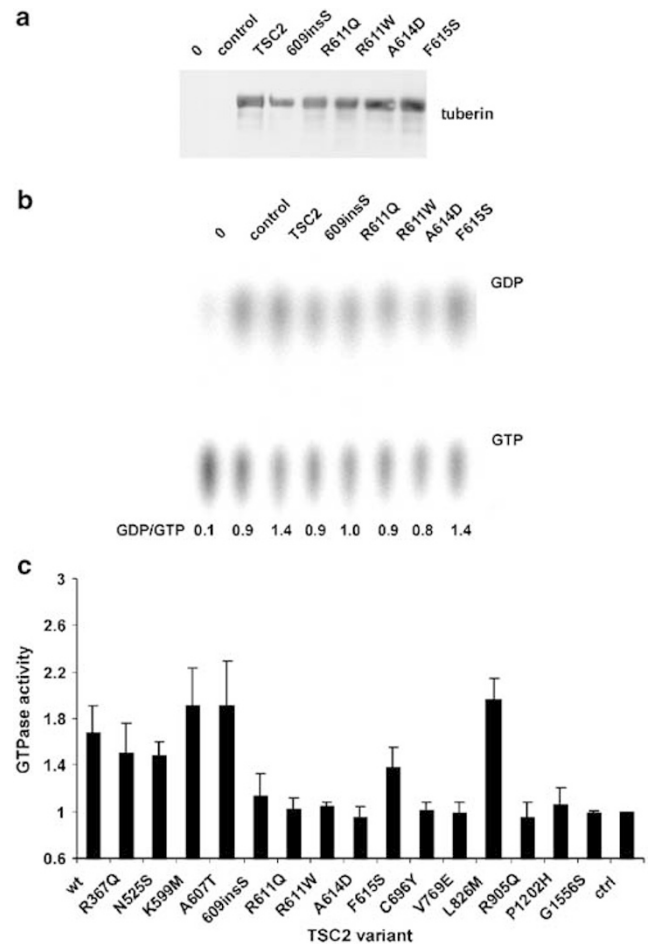 a
0 control TSC2 609insS R611Q R611W A614D F615S
tuberin
b
0 control TSC2 609insS R611Q R611W A614D F615S
GDP
GTP
GDP/GTP 0.1 0.9 1.4 0.9 1.0 0.9 0.8 1.4
c
3
2.6
2.2
1.8
1.4
1
0.6
GTPase activity
wt R367Q N525S K599M A607T 609insS R611Q R611W A614D F615S C696Y V769E L826M R905Q P1202H G1556S ctrl
TSC2 variant